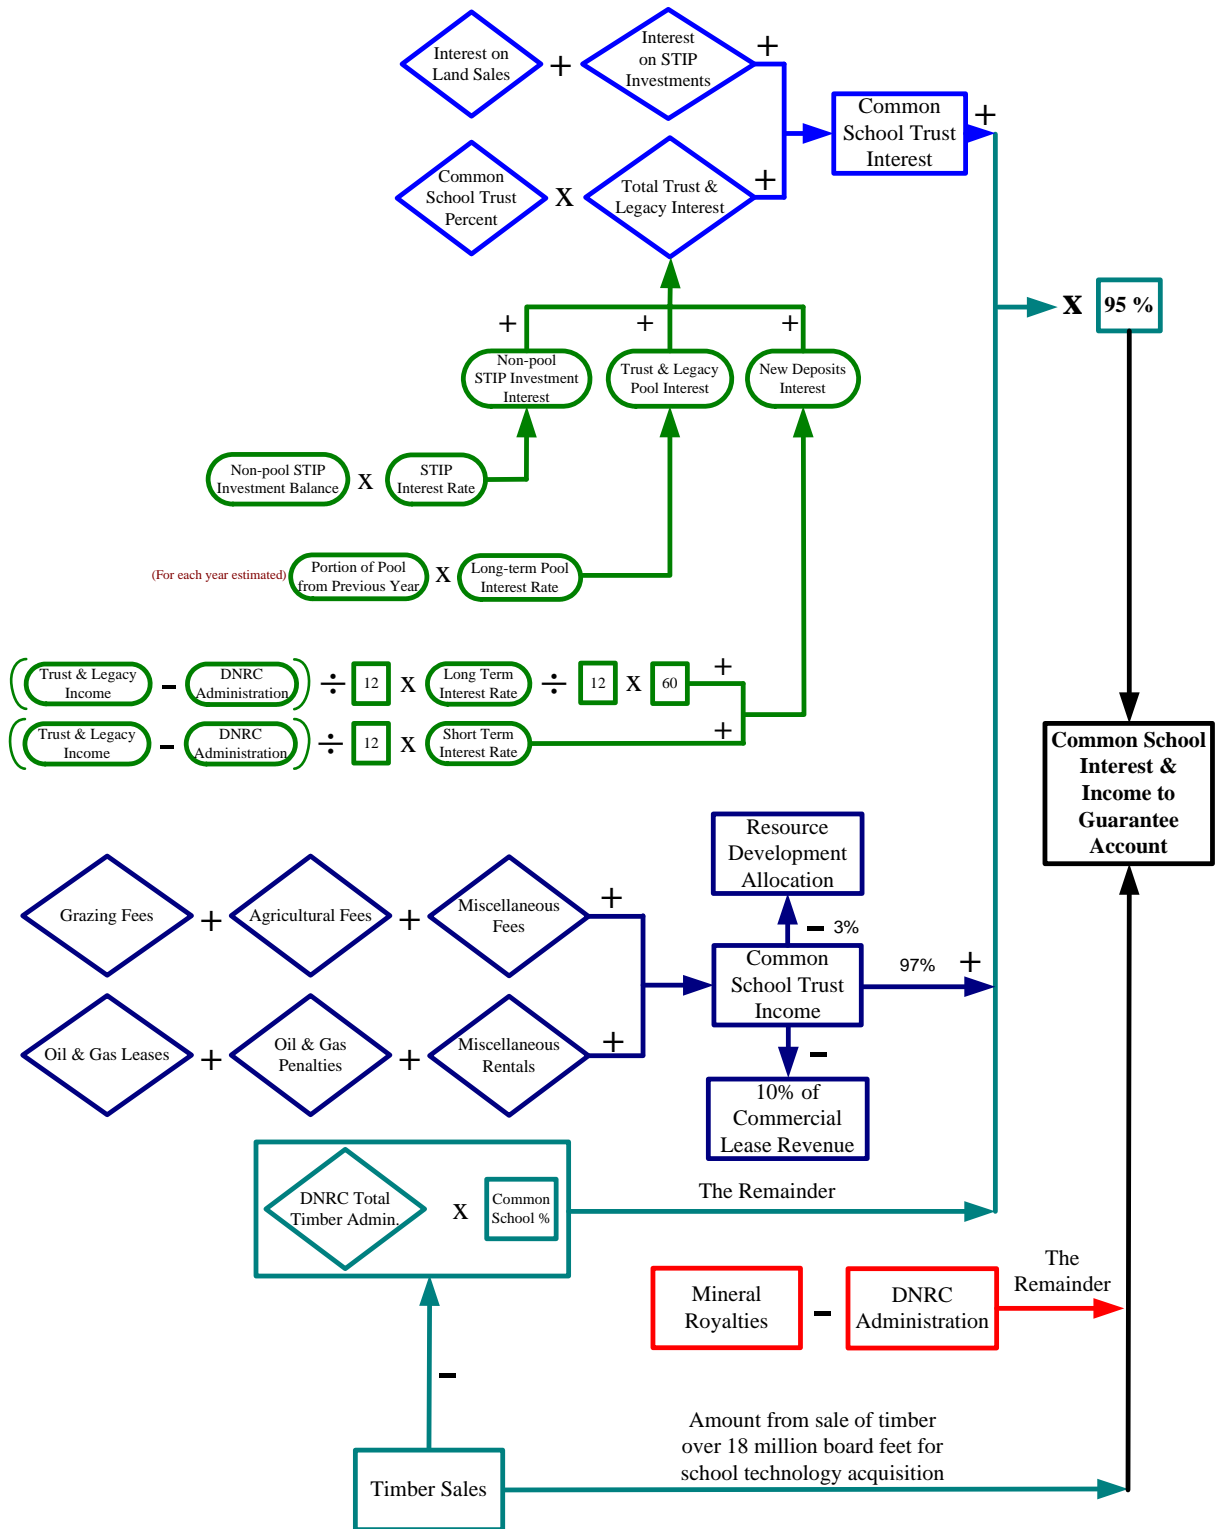 Interest on
Land Sales
+
Interest
on STIP
Investments
+
Common
School Trust
Interest
+
Common
School Trust
Percent
X
Total Trust &
Legacy Interest
+
X
95 %
+
+
+
Non-pool
STIP Investment
Interest
Trust & Legacy
Pool Interest
New Deposits
Interest
Non-pool STIP
Investment Balance
X
STIP
Interest Rate
(For each year estimated)
Portion of Pool
from Previous Year
X
Long-term Pool
Interest Rate
(
Trust & Legacy
Income
-
DNRC
Administration
)
÷
12
X
Long Term
Interest Rate
÷
12
X
60
+
(
Trust & Legacy
Income
-
DNRC
Administration
)
÷
12
X
Short Term
Interest Rate
+
Common School
Interest &
Income to
Guarantee
Account
Resource
Development
Allocation
- 3%
Grazing Fees
+
Agricultural Fees
+
Miscellaneous
Fees
+
Common
School Trust
Income
97%
+
Oil & Gas Leases
+
Oil & Gas
Penalties
+
Miscellaneous
Rentals
+
-
10% of
Commercial
Lease Revenue
DNRC Total
Timber Admin.
X
Common
School %
The Remainder
Mineral
Royalties
-
DNRC
Administration
The
Remainder
-
Timber Sales
Amount from sale of timber
over 18 million board feet for
school technology acquisition